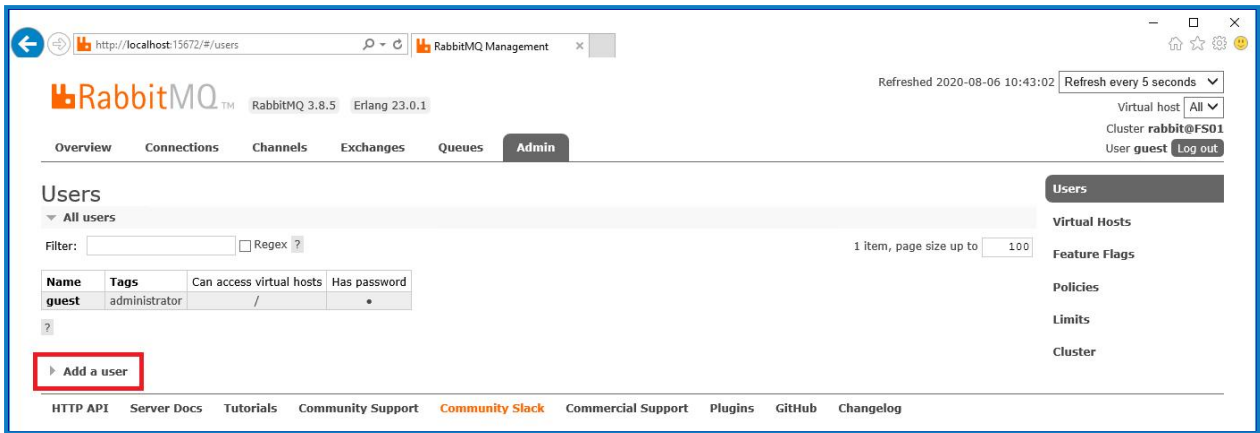 http://localhost:15672/#/users
RabbitMQ Management
Refreshed 2020-08-06 10:43:02 Refresh every 5 seconds
RabbitMQ TM RabbitMQ 3.8.5 Erlang 23.0.1
Virtual host All
Cluster rabbit@FS01
User guest Log out
Overview Connections Channels Exchanges Queues Admin
Users
All users
Filter: Regex ?
1 item, page size up to 100
Name Tags Can access virtual hosts Has password
guest administrator / •
?
Add a user
Users
Virtual Hosts
Feature Flags
Policies
Limits
Cluster
HTTP API Server Docs Tutorials Community Support Community Slack Commercial Support Plugins GitHub Changelog